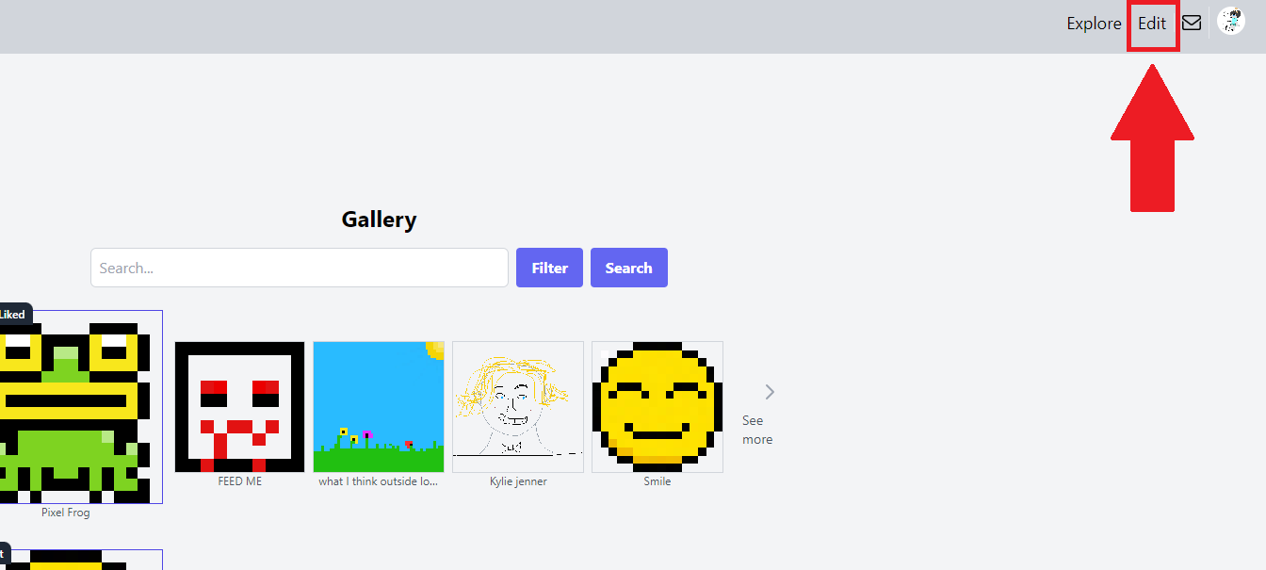 Explore Edit
Gallery
Search...
Filter
Search
Liked
Pixel Frog
FEED ME
what I think outside lo...
Kylie jenner
Smile
See
more